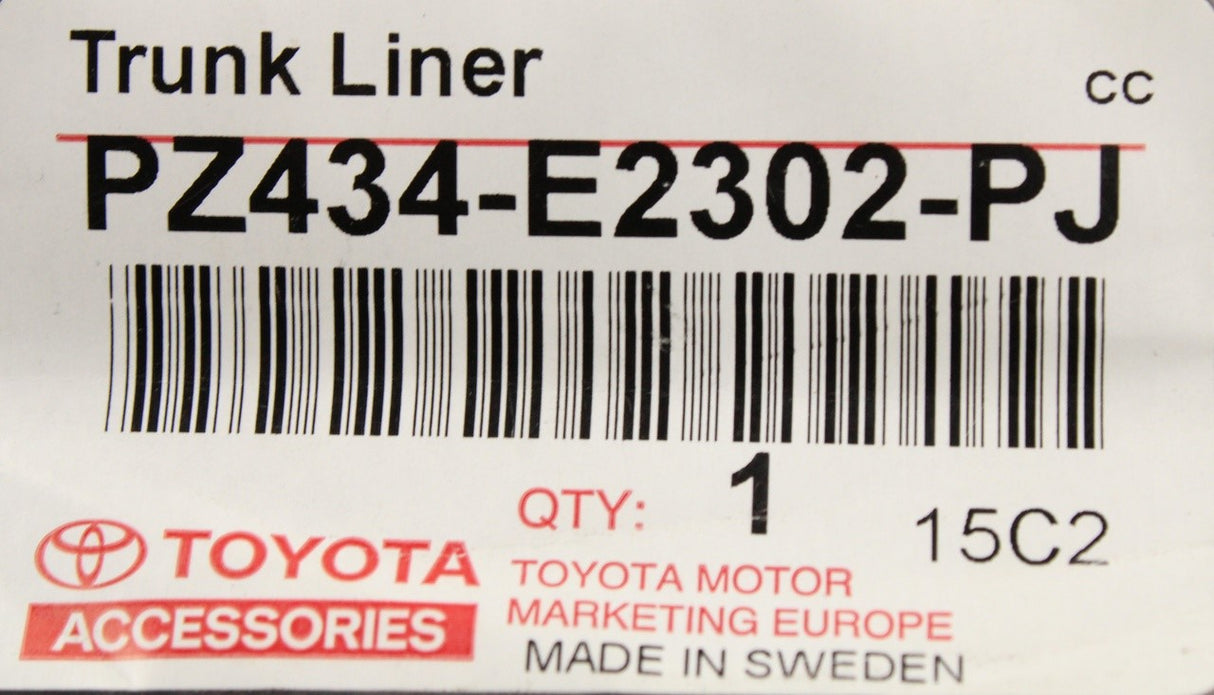 Trunk Liner
CC
PZ434-E2302-PJ
QTY: 1
15C2
TOYOTA
ACCESSORIES
TOYOTA MOTOR
MARKETING EUROPE
MADE IN SWEDEN